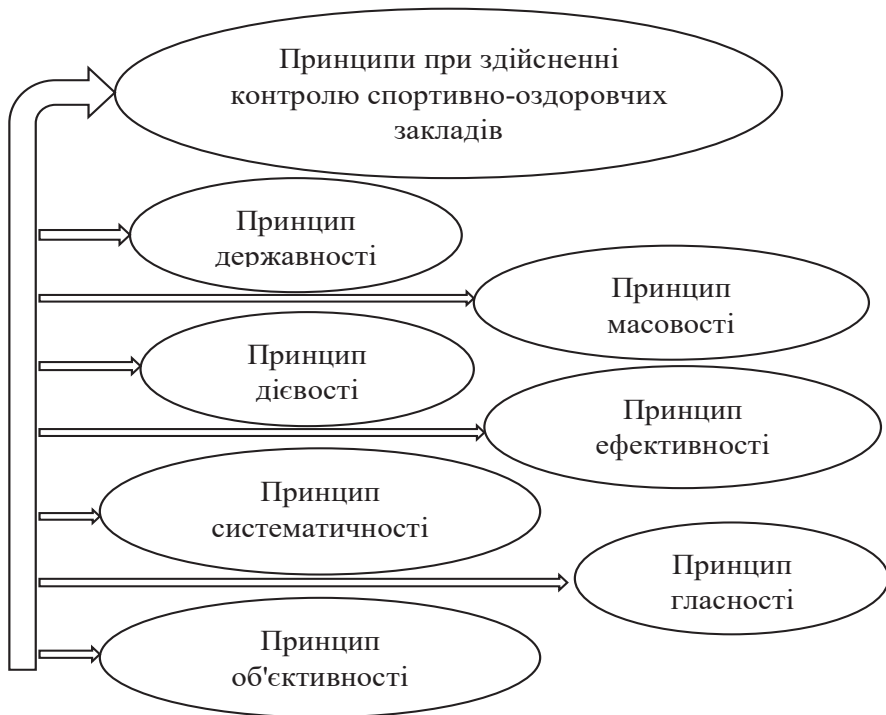 Принципи при здійсненні
контролю спортивно-оздоровчих
закладів
Принцип
державності
Принцип
масовості
Принцип
дієвості
Принцип
ефективності
Принцип
систематичності
Принцип
гласності
Принцип
об'єктивності